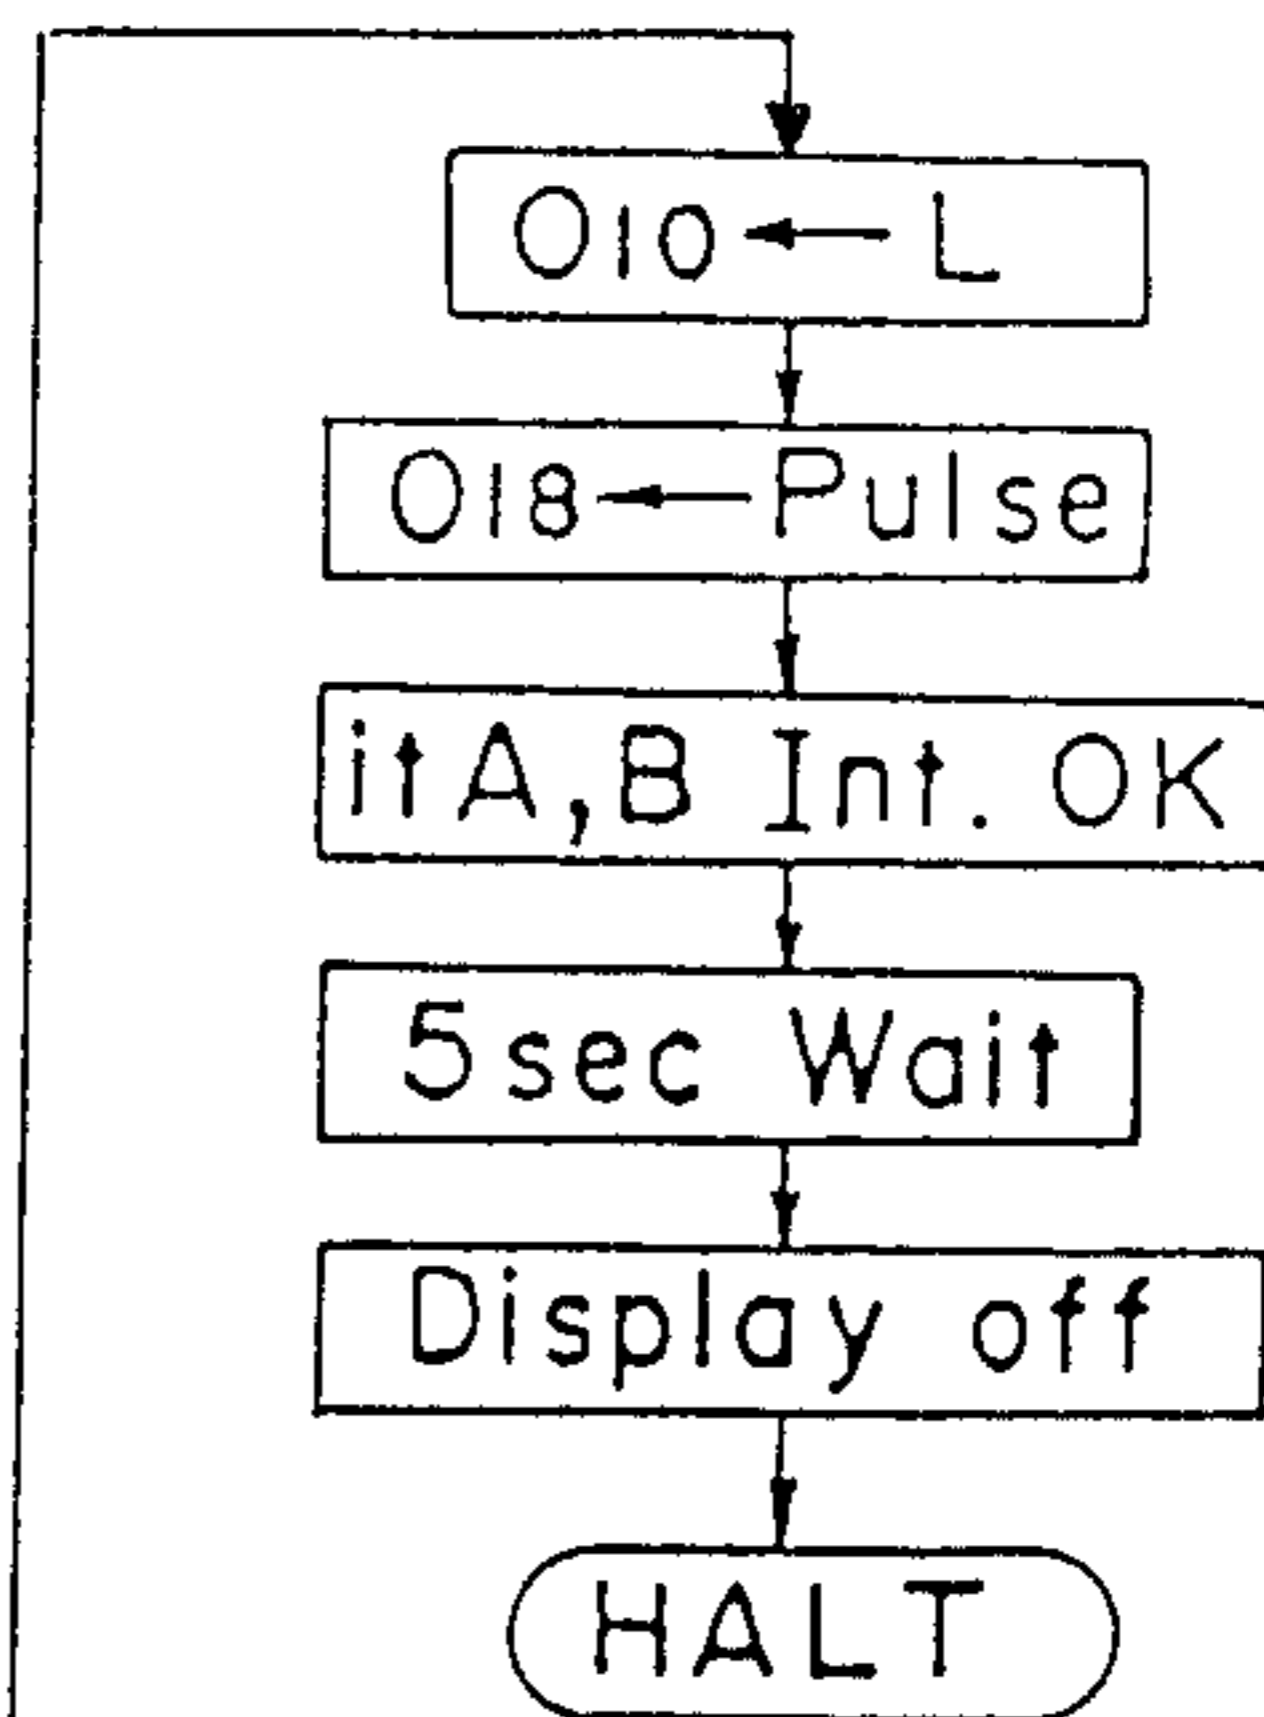 O10 ← L
O18 ← Pulse
itA,B Int. OK
5sec Wait
Display off
HALT